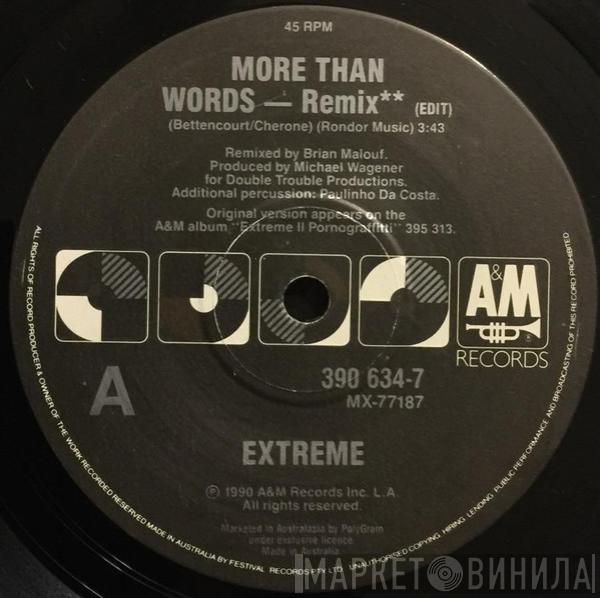 45 RPM
MORE THAN
WORDS — Remix** (EDIT)
(Bettencourt/Cherone) (Rondor Music) 3:43
Remixed by Brian Malouf.
Produced by Michael Wagener
for Double Trouble Productions.
Additional percussion: Paulinho Da Costa.
Original version appears on the
A&M album "Extreme II Pornograffitti" 395 313.
A&M
RECORDS
A
390 634-7
MX-77187
EXTREME
℗ 1990 A&M Records Inc. L.A.
All rights reserved.
Marketed in Australasia by PolyGram
under exclusive licence.
Made in Australia.
ALL RIGHTS OF RECORD PRODUCER & OWNER OF THE WORK RECORDED RESERVED MADE IN AUSTRALIA BY FESTIVAL RECORDS PTY LTD. UNAUTHORISED COPYING, HIRING, LENDING, PUBLIC PERFORMANCE AND BROADCASTING OF THIS RECORD PROHIBITED
МАРКЕТ ВИНИЛА